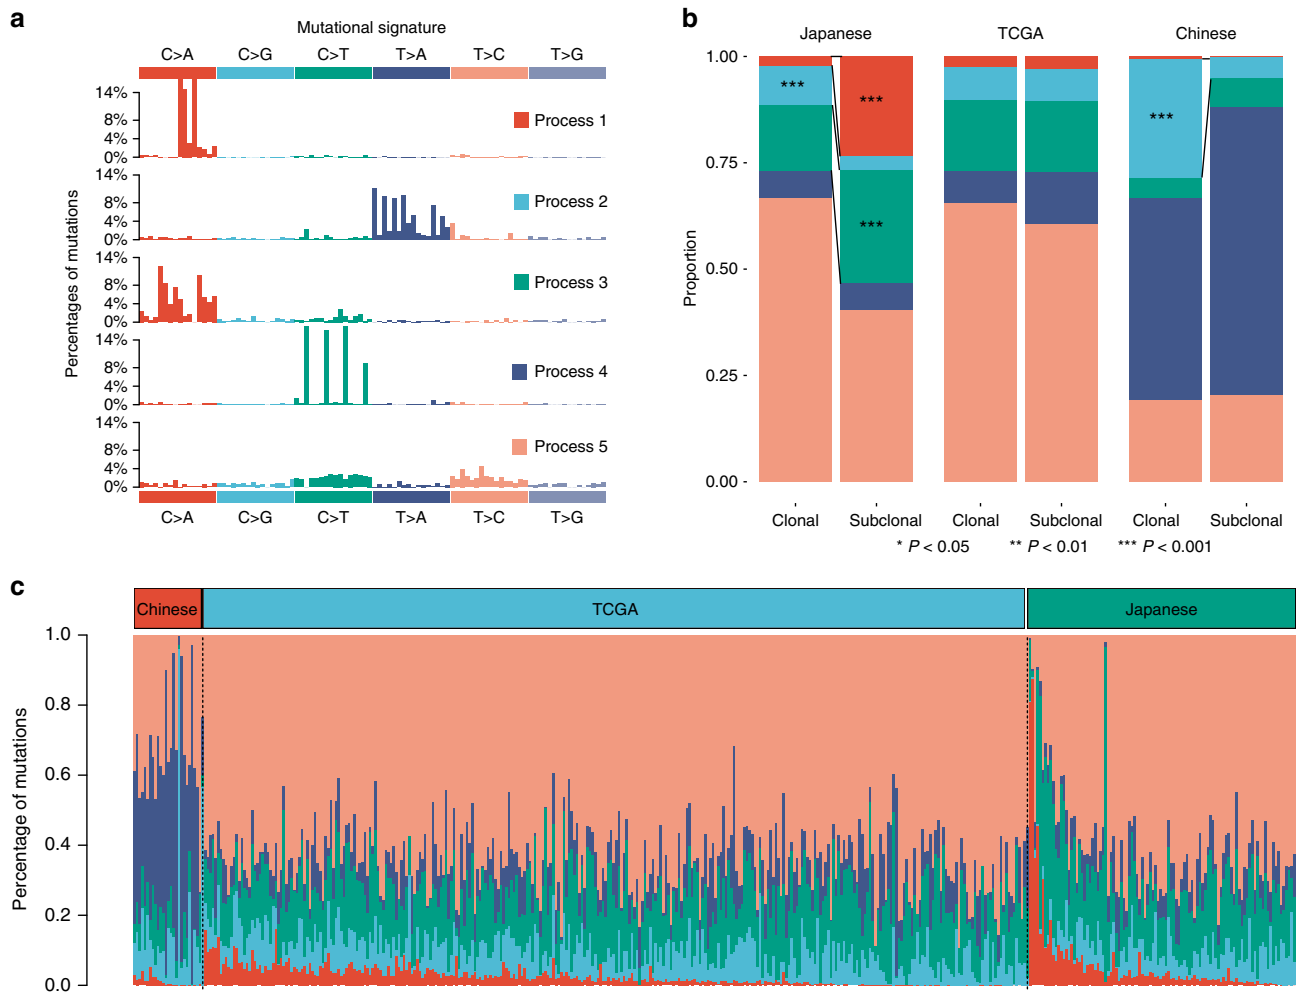 a
Mutational signature
C>A C>G C>T T>A T>C T>G
Percentages of mutations
14%
8%
4%
0%
Process 1
14%
8%
4%
0%
Process 2
14%
8%
4%
0%
Process 3
14%
8%
4%
0%
Process 4
14%
8%
4%
0%
Process 5
C>A C>G C>T T>A T>C T>G
b
Japanese TCGA Chinese
Proportion
1.00
0.75
0.50
0.25
0.00
***
***
***
***
Clonal Subclonal Clonal Subclonal Clonal Subclonal
* P < 0.05 ** P < 0.01 *** P < 0.001
c
Chinese TCGA Japanese
Percentage of mutations
1.0
0.8
0.6
0.4
0.2
0.0